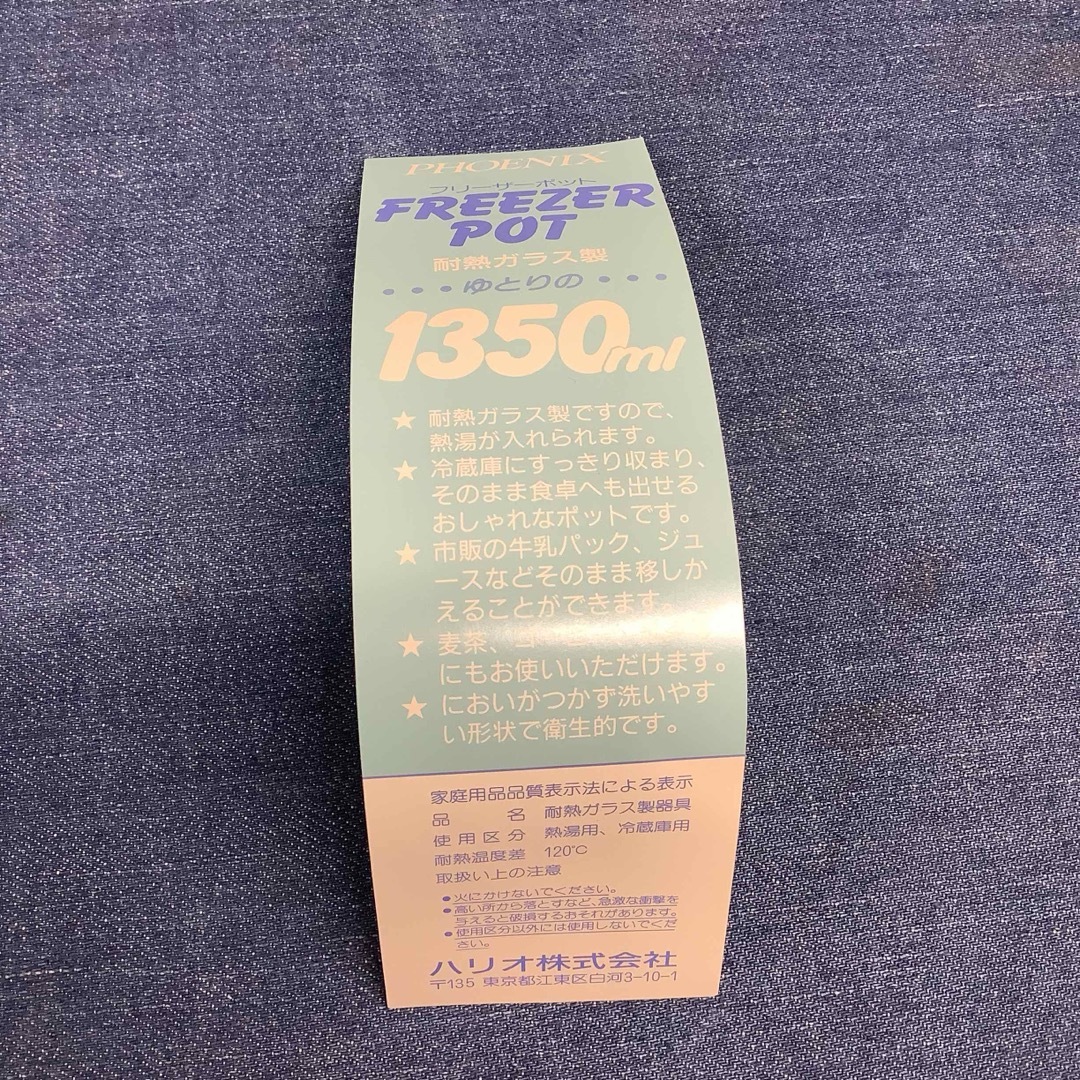 PHOENIX
フリーザーポット
FREEZER
POT
耐熱ガラス製
・・・ゆとりの・・・
1350ml
★ 耐熱ガラス製ですので、
熱湯が入れられます。
★ 冷蔵庫にすっきり収まり、
そのまま食卓へも出せる
おしゃれなポットです。
★ 市販の牛乳パック、ジュ
ースなどそのまま移しか
えることができます。
★ 麦茶、
にもお使いいただけます。
★ においがつかず洗いやす
い形状で衛生的です。
家庭用品品質表示法による表示
品 名 耐熱ガラス製器具
使用区分 熱湯用、冷蔵庫用
耐熱温度差 120℃
取扱い上の注意
●火にかけないでください。
●高い所から落とすなど、急激な衝撃を
与えると破損するおそれがあります。
●使用区分以外には使用しないでくだ
さい。
ハリオ株式会社
〒135 東京都江東区白河3-10-1